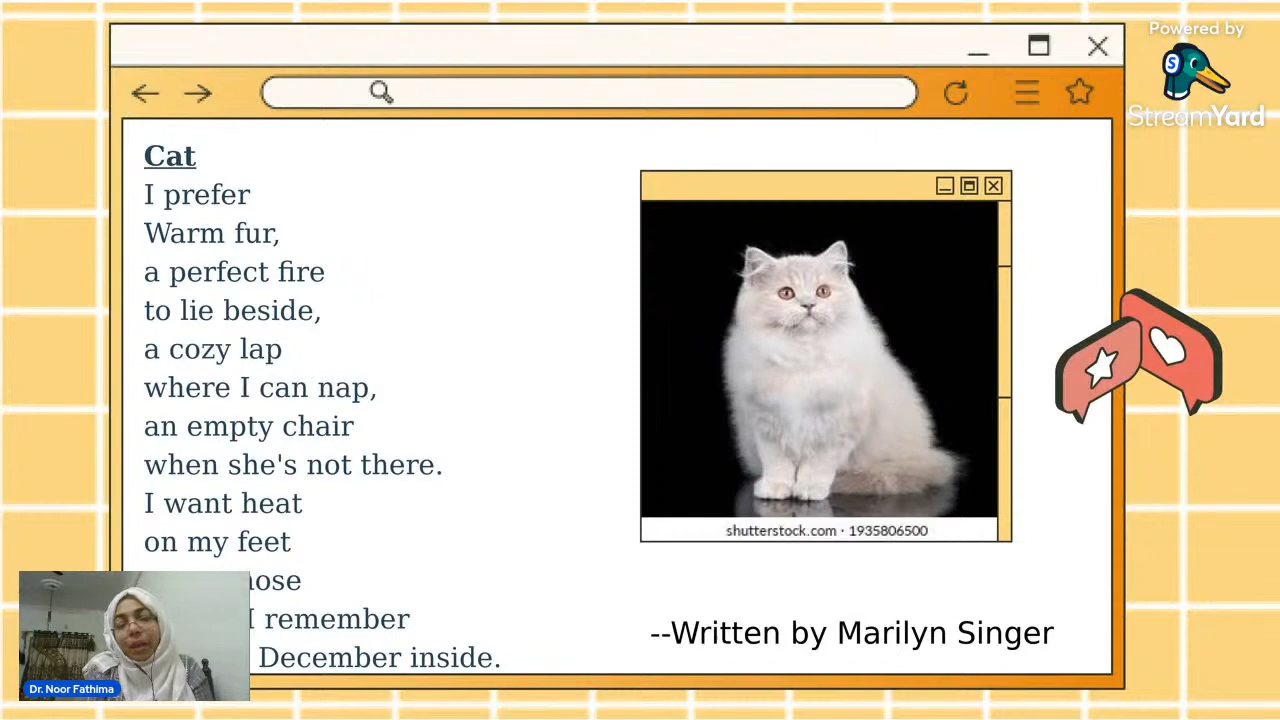 Powered by
StreamYard
Cat
I prefer
Warm fur,
a perfect fire
to lie beside,
a cozy lap
where I can nap,
an empty chair
when she's not there.
I want heat
on my feet
I remember
December inside.
shutterstock.com · 1935806500
--Written by Marilyn Singer
Dr. Noor Fathima